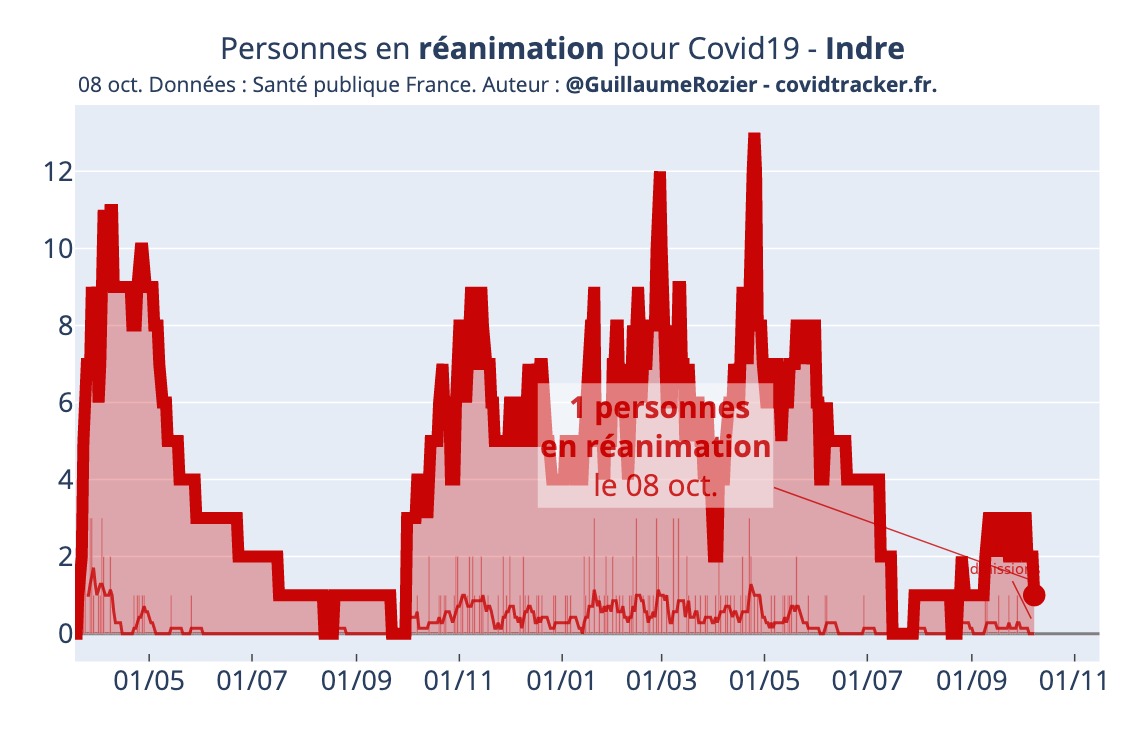 Personnes en réanimation pour Covid19 - Indre
08 oct. Données : Santé publique France. Auteur : @GuillaumeRozier - covidtracker.fr.
12
10
8
6
4
2
0
1 personnes
en réanimation
le 08 oct.
admissions
01/05 01/07 01/09 01/11 01/01 01/03 01/05 01/07 01/09 01/11